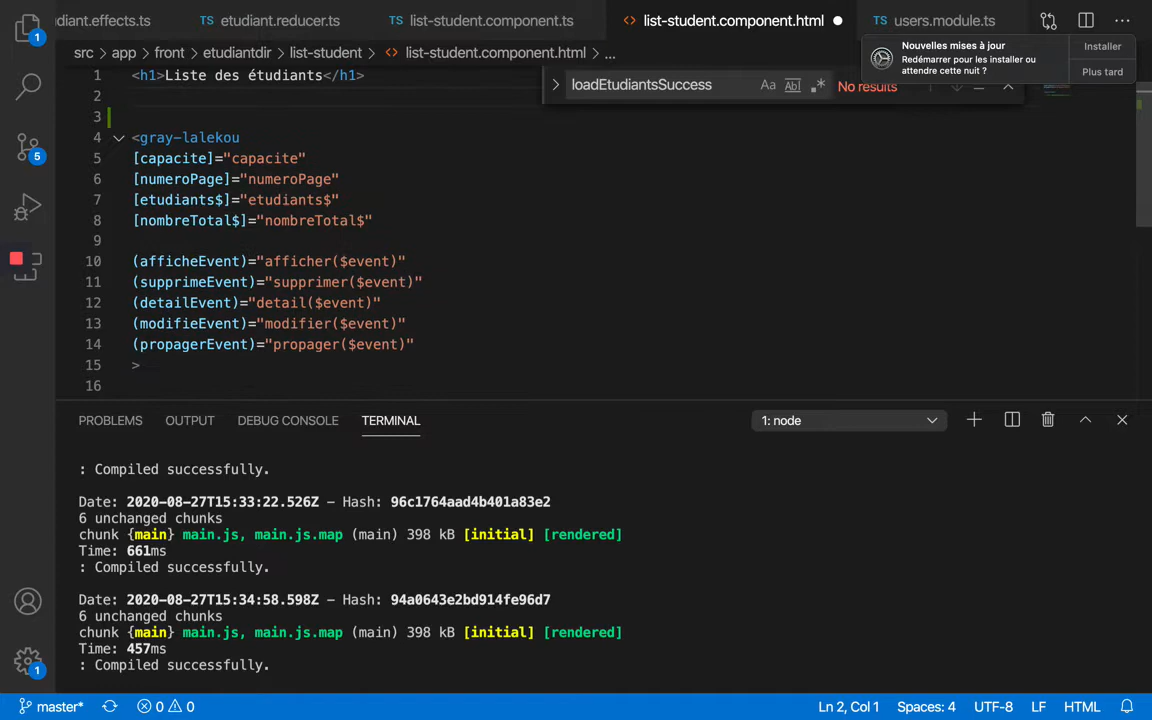 diant.effects.ts
TS etudiant.reducer.ts
TS list-student.component.ts
<> list-student.component.html
TS users.module.ts
src > app > front > etudiantdir > list-student > <> list-student.component.html > ...
Nouvelles mises à jour
Redémarrer pour les installer ou
attendre cette nuit ?
Installer
Plus tard
loadEtudiantsSuccess
Aa
Abl
No results
1 <h1>Liste des étudiants</h1>
2
3
4 <gray-lalekou
5 [capacite]="capacite"
6 [numeroPage]="numeroPage"
7 [etudiants$]="etudiants$"
8 [nombreTotal$]="nombreTotal$"
9
10 (afficheEvent)="afficher($event)"
11 (supprimeEvent)="supprimer($event)"
12 (detailEvent)="detail($event)"
13 (modifieEvent)="modifier($event)"
14 (propagerEvent)="propager($event)"
15 >
16
1
5
1
PROBLEMS OUTPUT DEBUG CONSOLE TERMINAL
1: node
: Compiled successfully.
Date: 2020-08-27T15:33:22.526Z - Hash: 96c1764aad4b401a83e2
6 unchanged chunks
chunk {main} main.js, main.js.map (main) 398 kB [initial] [rendered]
Time: 661ms
: Compiled successfully.
Date: 2020-08-27T15:34:58.598Z - Hash: 94a0643e2bd914fe96d7
6 unchanged chunks
chunk {main} main.js, main.js.map (main) 398 kB [initial] [rendered]
Time: 457ms
: Compiled successfully.
master* 0 0 Ln 2, Col 1 Spaces: 4 UTF-8 LF HTML